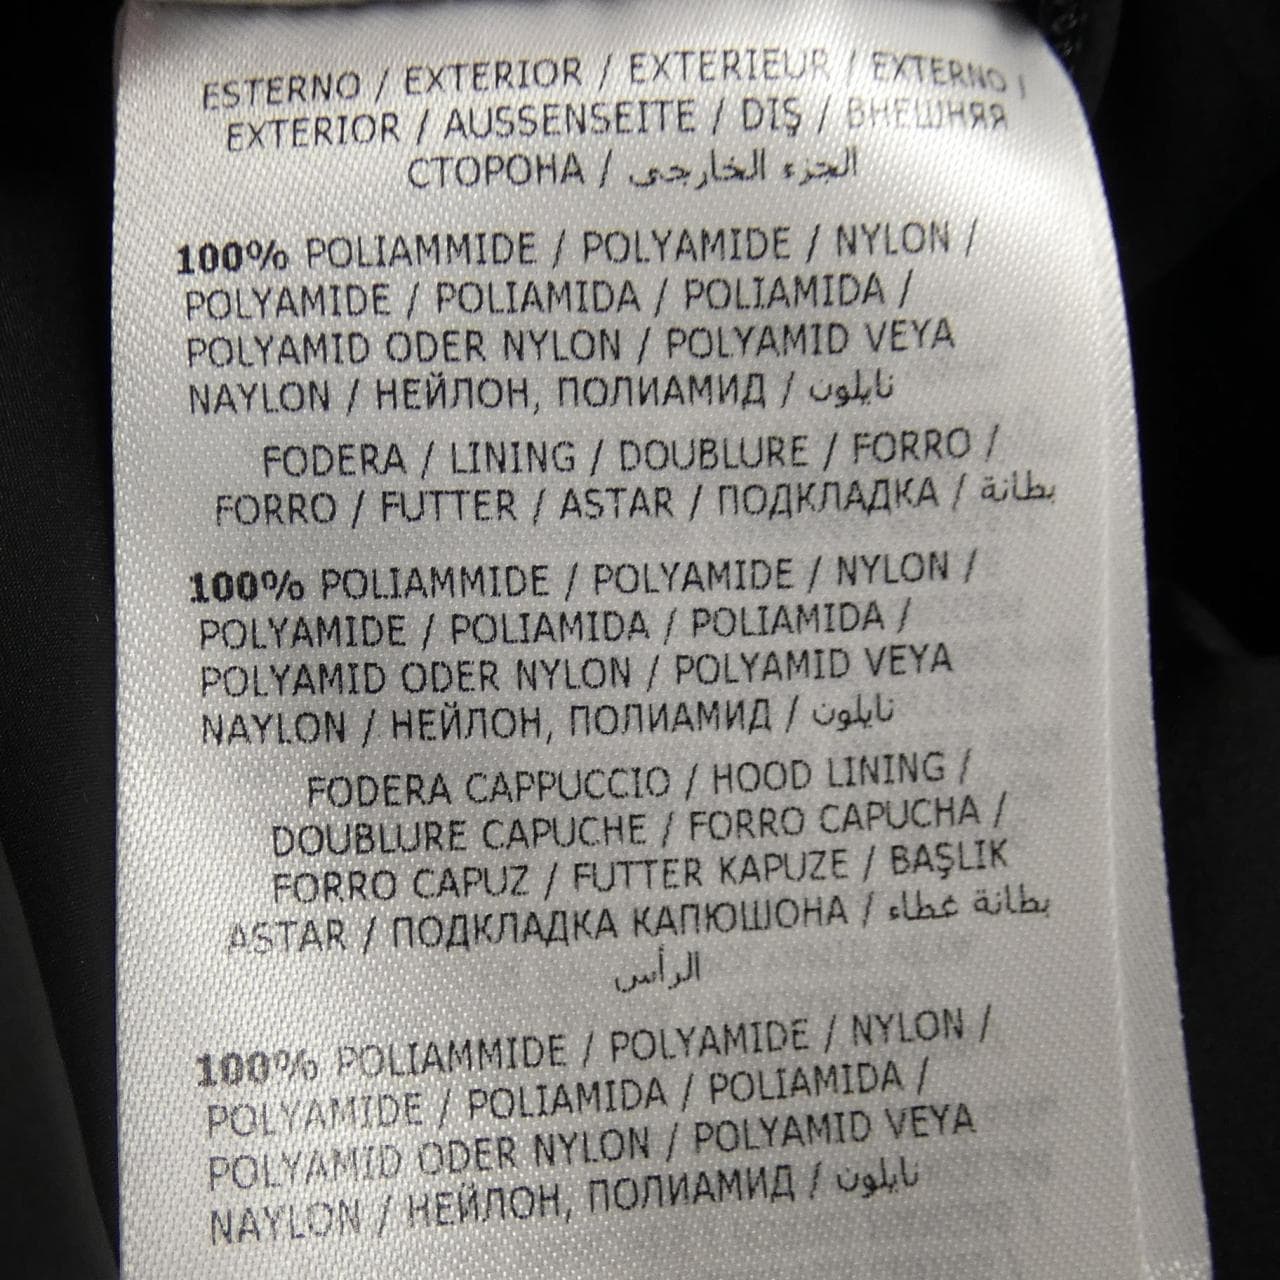 ESTERNO / EXTERIOR / EXTERIEUR / EXTERNO /
EXTERIOR / AUSSENSEITE / DIŞ / ВНЕШНЯЯ
СТОРОНА / الجزء الخارجي
100% POLIAMMIDE / POLYAMIDE / NYLON /
POLYAMIDE / POLIAMIDA / POLIAMIDA /
POLYAMID ODER NYLON / POLYAMID VEYA
NAYLON / НЕЙЛОН, ПОЛИАМИД / نايلون
FODERA / LINING / DOUBLURE / FORRO /
FORRO / FUTTER / ASTAR / ПОДКЛАДКА / بطانة
100% POLIAMMIDE / POLYAMIDE / NYLON /
POLYAMIDE / POLIAMIDA / POLIAMIDA /
POLYAMID ODER NYLON / POLYAMID VEYA
NAYLON / НЕЙЛОН, ПОЛИАМИД / نايلون
FODERA CAPPUCCIO / HOOD LINING /
DOUBLURE CAPUCHE / FORRO CAPUCHA /
FORRO CAPUZ / FUTTER KAPUZE / BAŞLIK
ASTAR / ПОДКЛАДКА КАПЮШОНА / بطانة غطاء
الرأس
100% POLIAMMIDE / POLYAMIDE / NYLON /
POLYAMIDE / POLIAMIDA / POLIAMIDA /
POLYAMID ODER NYLON / POLYAMID VEYA
NAYLON / НЕЙЛОН, ПОЛИАМИД / نايلون